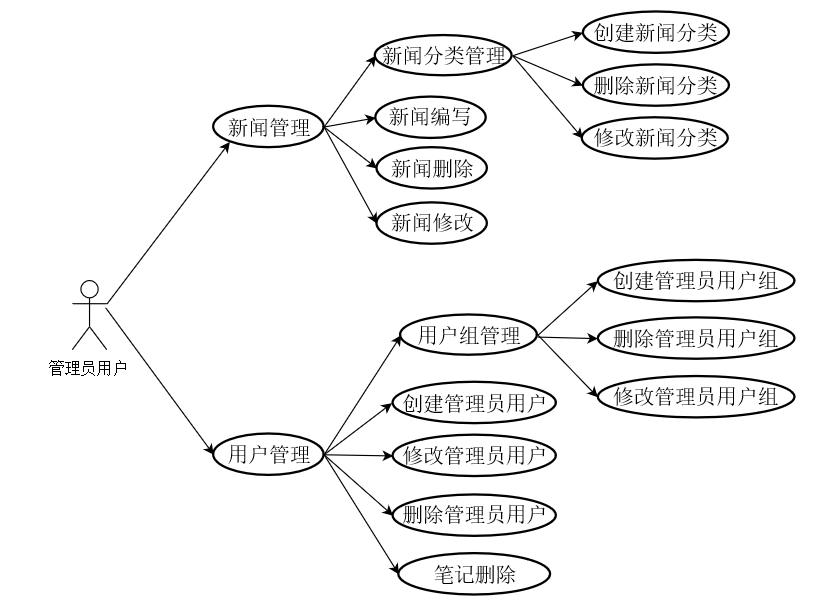 创建新闻分类
新闻分类管理
删除新闻分类
新闻编写
新闻管理
修改新闻分类
新闻删除
新闻修改
创建管理员用户组
用户组管理
删除管理员用户组
管理员用户
修改管理员用户组
创建管理员用户
用户管理
修改管理员用户
删除管理员用户
笔记删除